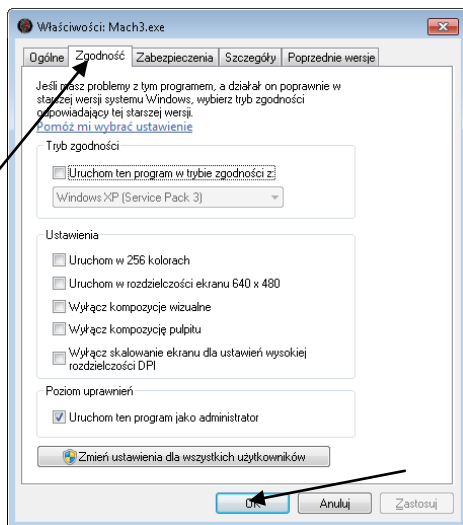 Właściwości: Mach3.exe
Ogólne Zgodność Zabezpieczenia Szczegóły Poprzednie wersje
Jeśli masz problemy z tym programem, a działał on poprawnie w
starszej wersji systemu Windows, wybierz tryb zgodności
odpowiadający tej starszej wersji.
Pomóż mi wybrać ustawienie
Tryb zgodności
Uruchom ten program w trybie zgodności z:
Windows XP (Service Pack 3)
Ustawienia
Uruchom w 256 kolorach
Uruchom w rozdzielczości ekranu 640 x 480
Wyłącz kompozycje wizualne
Wyłącz kompozycję pulpitu
Wyłącz skalowanie ekranu dla ustawień wysokiej
rozdzielczości DPI
Poziom uprawnień
Uruchom ten program jako administrator
Zmień ustawienia dla wszystkich użytkowników
OK Anuluj Zastosuj